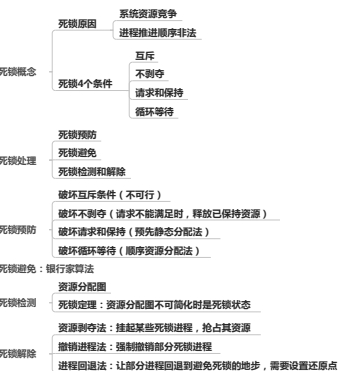 死锁概念
死锁原因
系统资源竞争
进程推进顺序非法
死锁4个条件
互斥
不剥夺
请求和保持
循环等待
死锁处理
死锁预防
死锁避免
死锁检测和解除
死锁预防
破坏互斥条件（不可行）
破坏不剥夺（请求不能满足时，释放已保持资源）
破坏请求和保持（预先静态分配法）
破坏循环等待（顺序资源分配法）
死锁避免：银行家算法
死锁检测
资源分配图
死锁定理：资源分配图不可简化时是死锁状态
死锁解除
资源剥夺法：挂起某些死锁进程，抢占其资源
撤销进程法：强制撤销部分死锁进程
进程回退法：让部分进程回退到避免死锁的地步，需要设置还原点